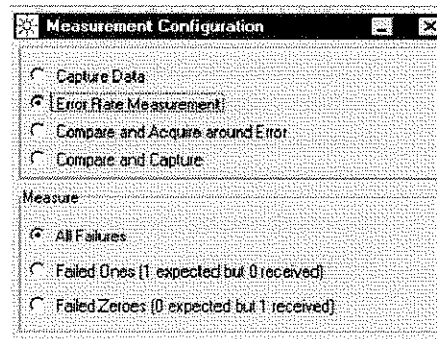 Measurement Configuration
Capture Data
Error Rate Measurement
Compare and Acquire around Error
Compare and Capture
Measure
All Failures
Failed Ones (1 expected but 0 received)
Failed Zeroes (0 expected but 1 received)